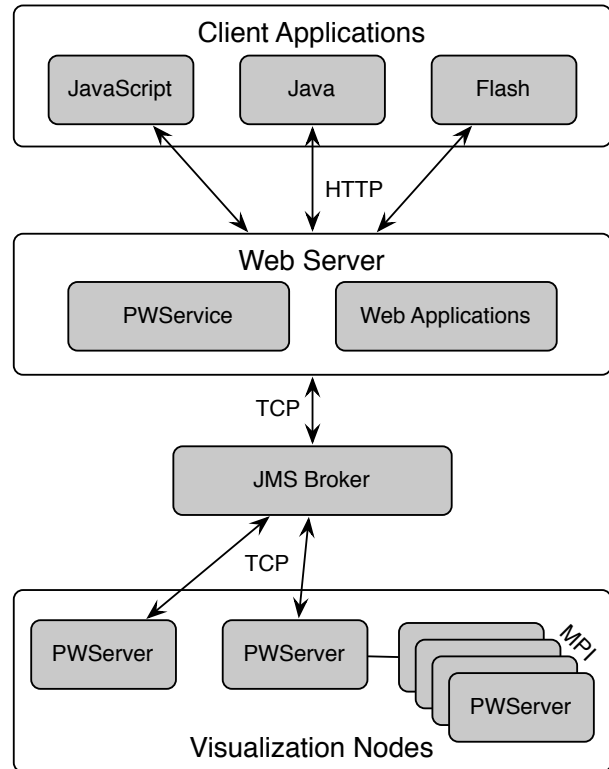 Client Applications
JavaScript
Java
Flash
HTTP
Web Server
PWService
Web Applications
TCP
JMS Broker
TCP
PWServer
PWServer
MPI
PWServer
Visualization Nodes